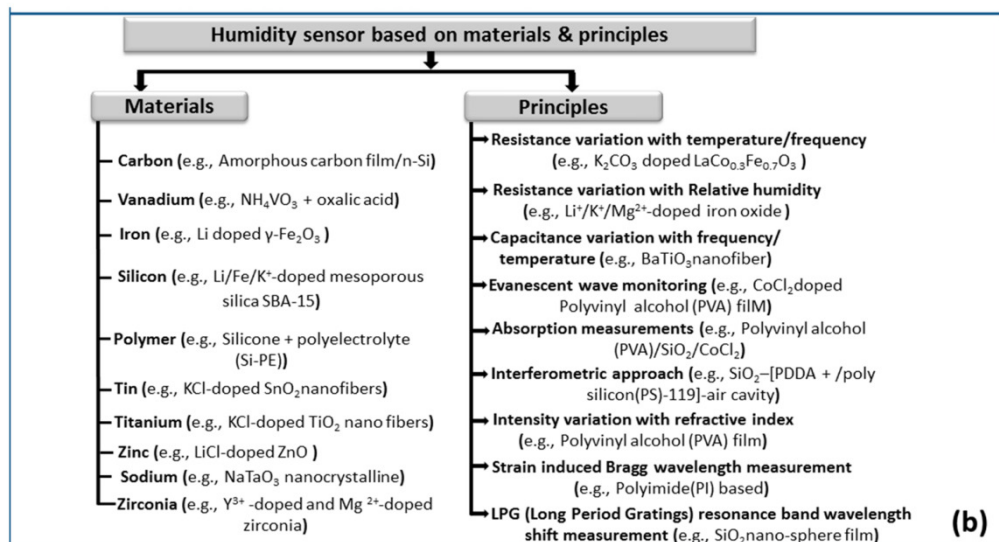 Humidity sensor based on materials & principles
Materials
Carbon (e.g., Amorphous carbon film/n-Si)
Vanadium (e.g., NH₄VO₃ + oxalic acid)
Iron (e.g., Li doped γ-Fe₂O₃ )
Silicon (e.g., Li/Fe/K⁺-doped mesoporous
silica SBA-15)
Polymer (e.g., Silicone + polyelectrolyte
(Si-PE))
Tin (e.g., KCl-doped SnO₂nanofibers)
Titanium (e.g., KCl-doped TiO₂ nano fibers)
Zinc (e.g., LiCl-doped ZnO )
Sodium (e.g., NaTaO₃ nanocrystalline)
Zirconia (e.g., Y³⁺ -doped and Mg ²⁺-doped
zirconia)
Principles
Resistance variation with temperature/frequency
(e.g., K₂CO₃ doped LaCo₀.₃Fe₀.₇O₃ )
Resistance variation with Relative humidity
(e.g., Li⁺/K⁺/Mg²⁺-doped iron oxide )
Capacitance variation with frequency/
temperature (e.g., BaTiO₃nanofiber)
Evanescent wave monitoring (e.g., CoCl₂doped
Polyvinyl alcohol (PVA) filM)
Absorption measurements (e.g., Polyvinyl alcohol
(PVA)/SiO₂/CoCl₂)
Interferometric approach (e.g., SiO₂–[PDDA + /poly
silicon(PS)-119]-air cavity)
Intensity variation with refractive index
(e.g., Polyvinyl alcohol (PVA) film)
Strain induced Bragg wavelength measurement
(e.g., Polyimide(PI) based)
LPG (Long Period Gratings) resonance band wavelength
shift measurement (e.g., SiO₂nano-sphere film)
(b)